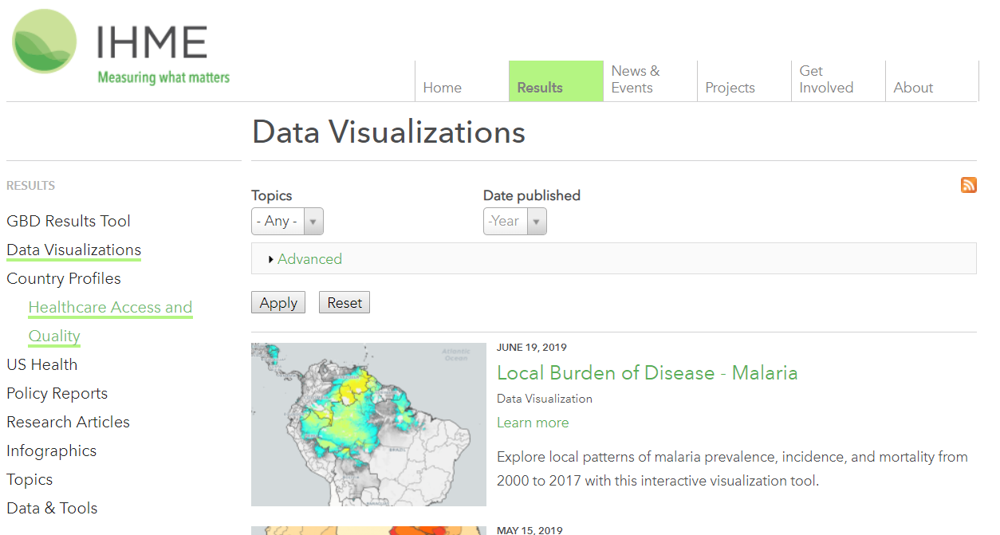 IHME
Measuring what matters
Home
Results
News &
Events
Projects
Get
Involved
About
Data Visualizations
RESULTS
GBD Results Tool
Data Visualizations
Country Profiles
Healthcare Access and
Quality
US Health
Policy Reports
Research Articles
Infographics
Topics
Data & Tools
Topics
- Any -
Date published
-Year
Advanced
Apply
Reset
Atlantic
Ocean
BRAZIL
JUNE 19, 2019
Local Burden of Disease - Malaria
Data Visualization
Learn more
Explore local patterns of malaria prevalence, incidence, and mortality from
2000 to 2017 with this interactive visualization tool.
MAY 15, 2019